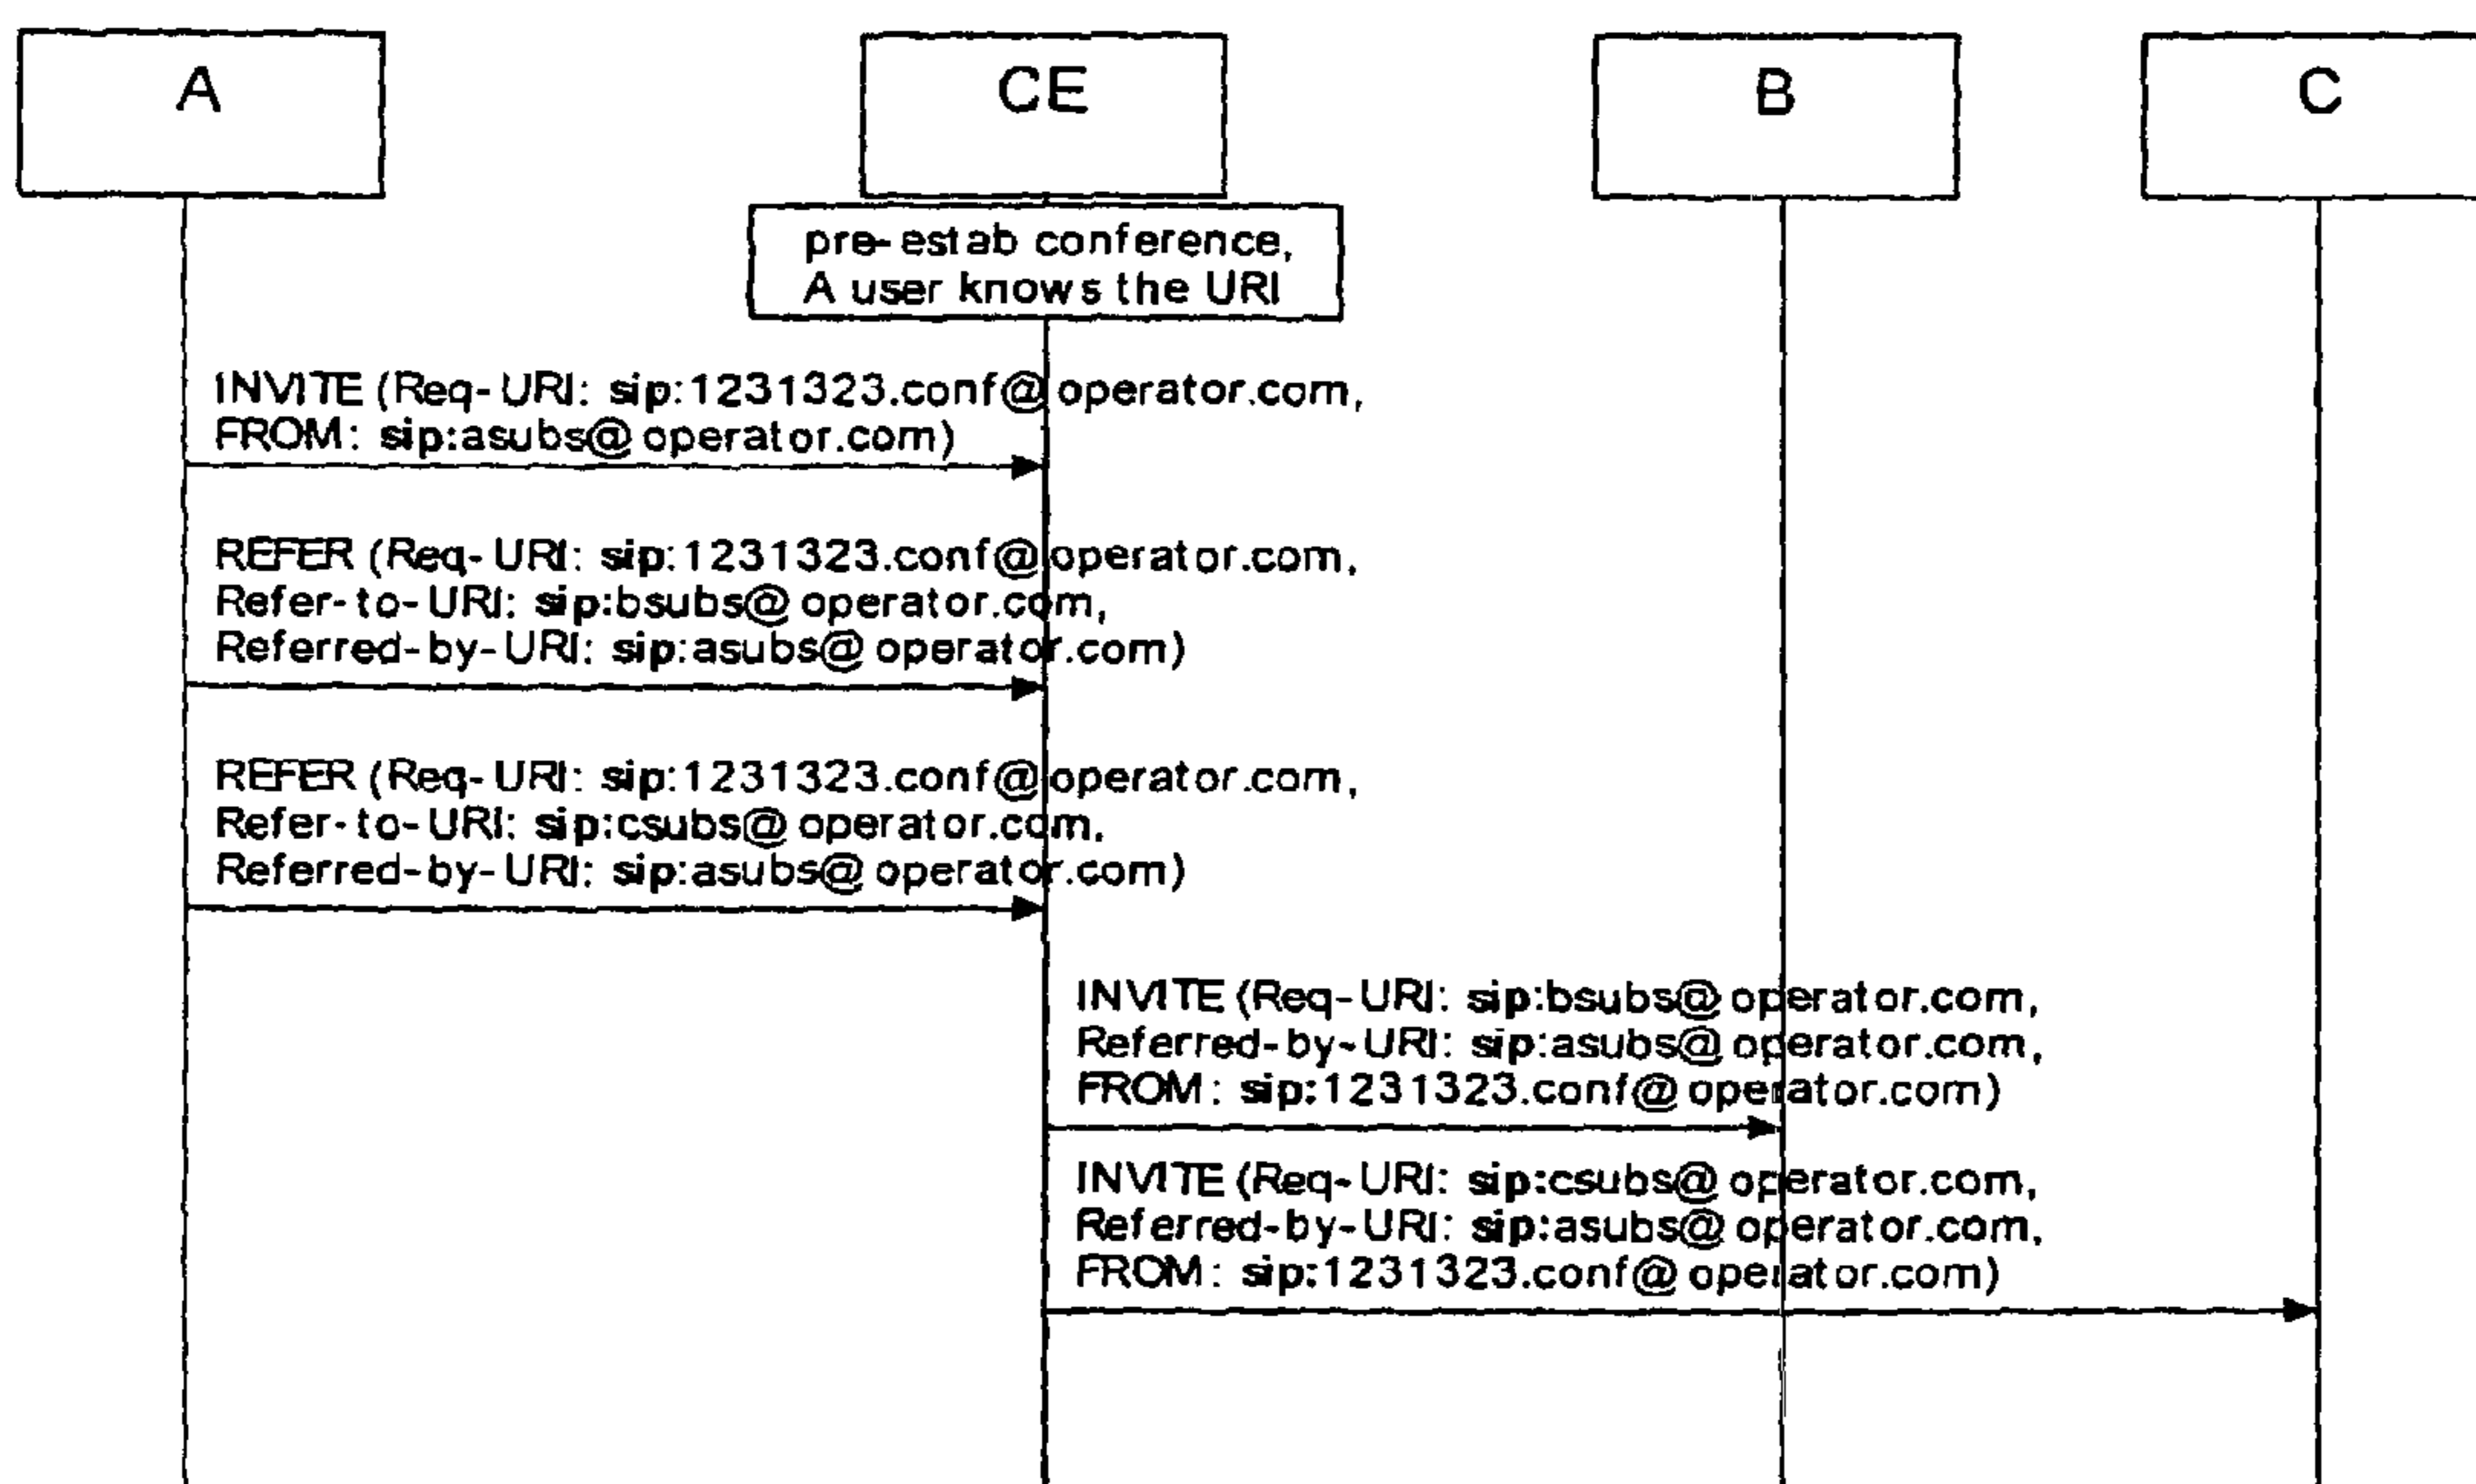 A
CE
B
C
pre-estab conference,
A user knows the URI
INVITE (Req-URI: sip:1231323.conf@operator.com,
FROM: sip:asubs@operator.com)
REFER (Req-URI: sip:1231323.conf@operator.com,
Refer-to-URI: sip:bsubs@operator.com,
Referred-by-URI: sip:asubs@operator.com)
REFER (Req-URI: sip:1231323.conf@operator.com,
Refer-to-URI: sip:csubs@operator.com,
Referred-by-URI: sip:asubs@operator.com)
INVITE (Req-URI: sip:bsubs@operator.com,
Referred-by-URI: sip:asubs@operator.com,
FROM: sip:1231323.conf@operator.com)
INVITE (Req-URI: sip:csubs@operator.com,
Referred-by-URI: sip:asubs@operator.com,
FROM: sip:1231323.conf@operator.com)